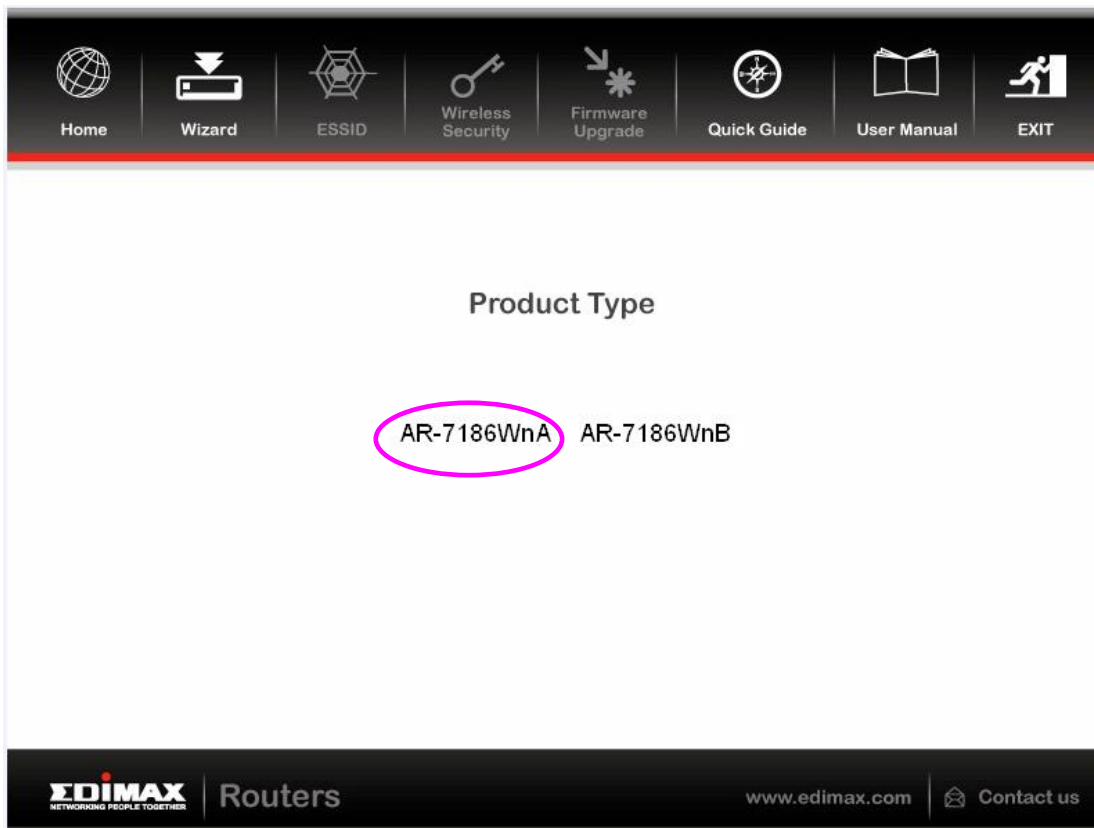 Home Wizard ESSID Wireless Security Firmware Upgrade Quick Guide User Manual EXIT
Product Type
AR-7186WnA AR-7186WnB
EDIMAX
NETWORKING PEOPLE TOGETHER
Routers
www.edimax.com
Contact us